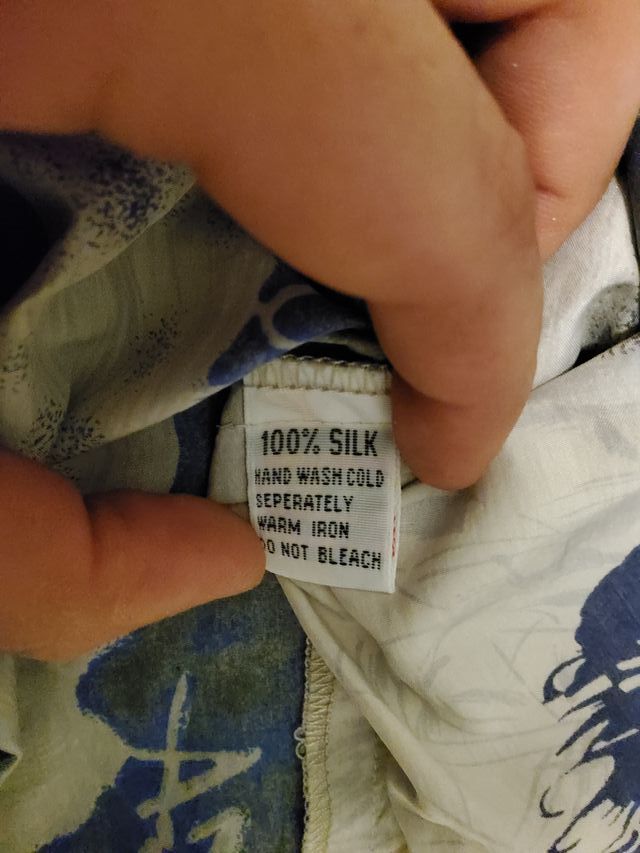 100% SILK
HAND WASH COLD
SEPERATELY
WARM IRON
DO NOT BLEACH